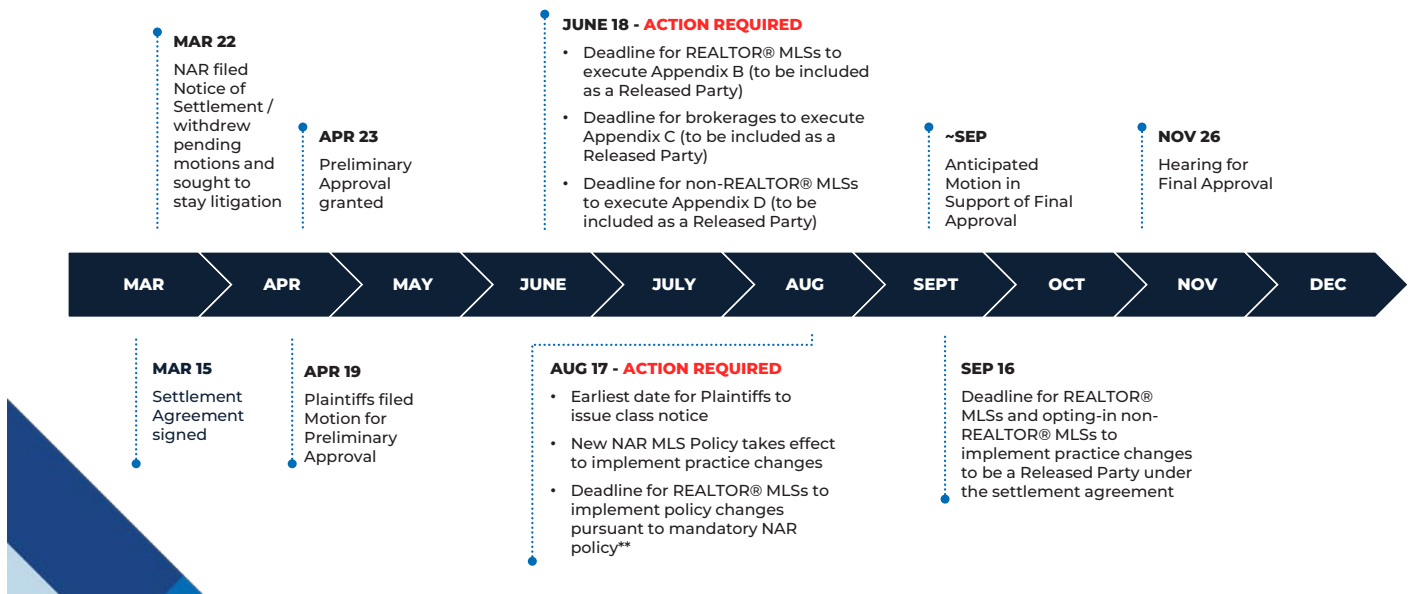 MAR 22
NAR filed
Notice of
Settlement /
withdrew
pending
motions and
sought to
stay litigation
APR 23
Preliminary
Approval
granted
JUNE 18 - ACTION REQUIRED
• Deadline for REALTOR® MLSs to
execute Appendix B (to be included
as a Released Party)
• Deadline for brokerages to execute
Appendix C (to be included as a
Released Party)
• Deadline for non-REALTOR® MLSs
to execute Appendix D (to be
included as a Released Party)
~SEP
Anticipated
Motion in
Support of Final
Approval
NOV 26
Hearing for
Final Approval
MAR APR MAY JUNE JULY AUG SEPT OCT NOV DEC
MAR 15
Settlement
Agreement
signed
APR 19
Plaintiffs filed
Motion for
Preliminary
Approval
AUG 17 - ACTION REQUIRED
• Earliest date for Plaintiffs to
issue class notice
• New NAR MLS Policy takes effect
to implement practice changes
• Deadline for REALTOR® MLSs to
implement policy changes
pursuant to mandatory NAR
policy**
SEP 16
Deadline for REALTOR®
MLSs and opting-in non-
REALTOR® MLSs to
implement practice changes
to be a Released Party under
the settlement agreement